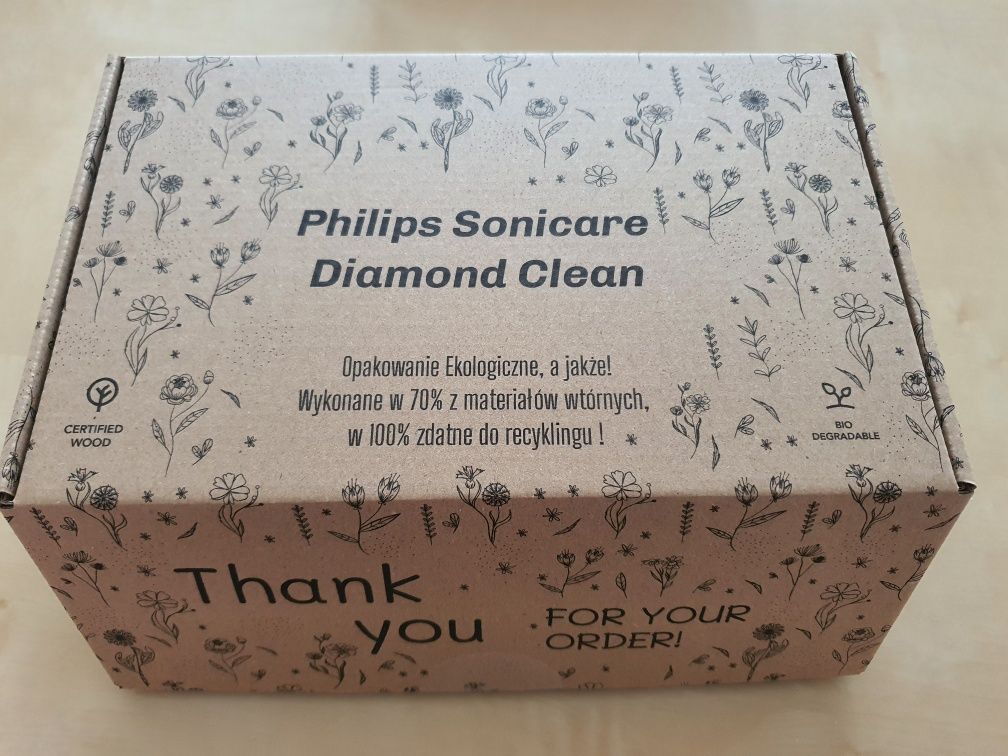 Philips Sonicare
Diamond Clean
Opakowanie Ekologiczne, a jakże!
Wykonane w 70% z materiałów wtórnych,
w 100% zdatne do recyklingu !
CERTIFIED
WOOD
BIO
DEGRADABLE
Thank
you
FOR YOUR
ORDER!